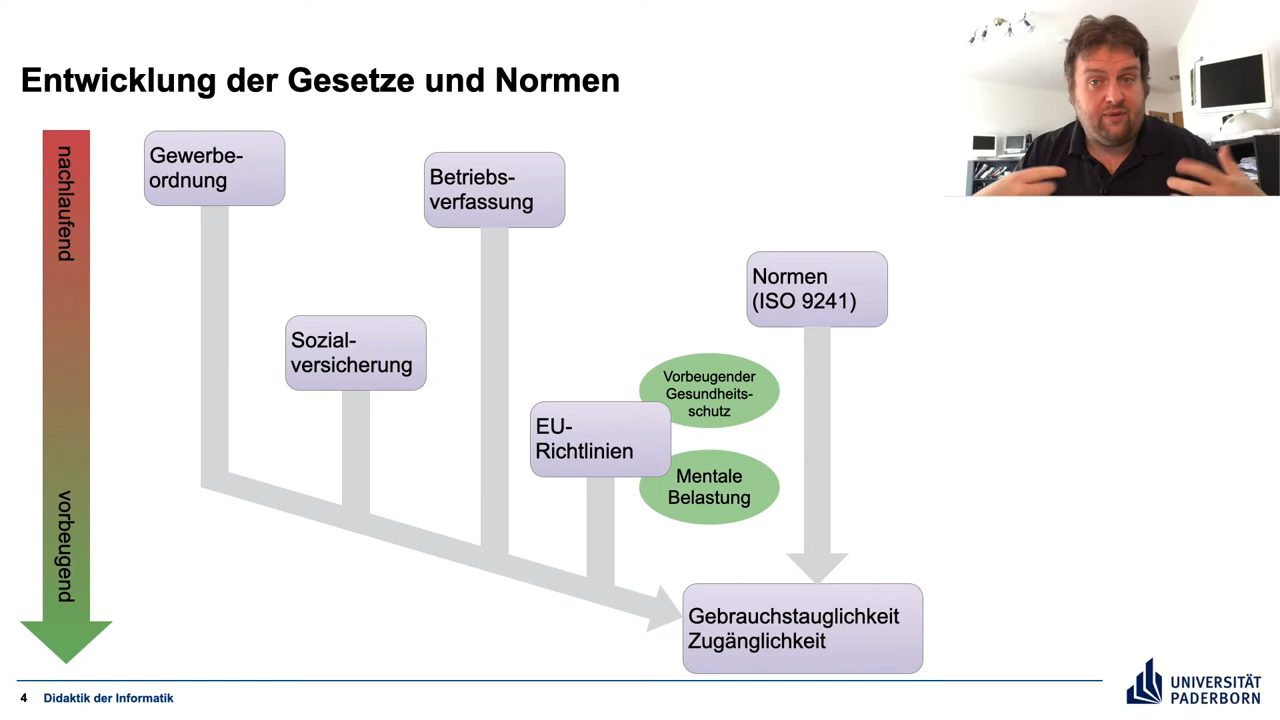 Entwicklung der Gesetze und Normen
nachlaufend
vorbeugend
Gewerbe-
ordnung
Betriebs-
verfassung
Normen
(ISO 9241)
Sozial-
versicherung
Vorbeugender
Gesundheits-
schutz
EU-
Richtlinien
Mentale
Belastung
Gebrauchstauglichkeit
Zugänglichkeit
4 Didaktik der Informatik
UNIVERSITÄT
PADERBORN